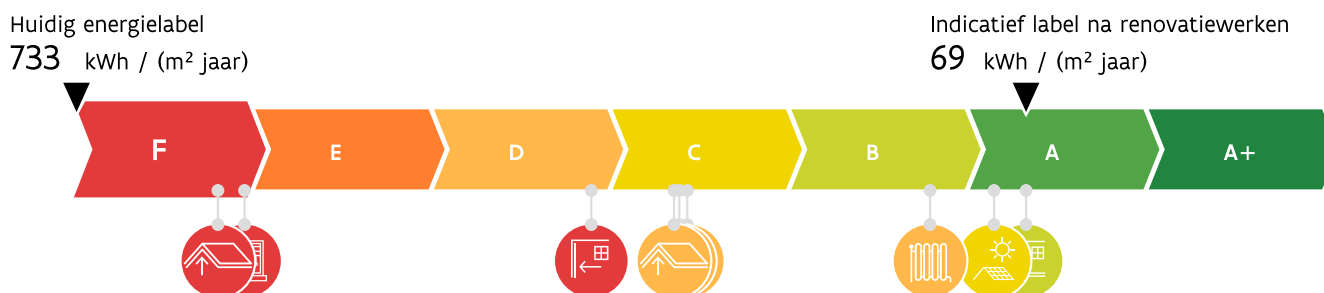 Huidig energielabel
733 kWh / (m² jaar)
Indicatief label na renovatiewerken
69 kWh / (m² jaar)
F E D C B A A+